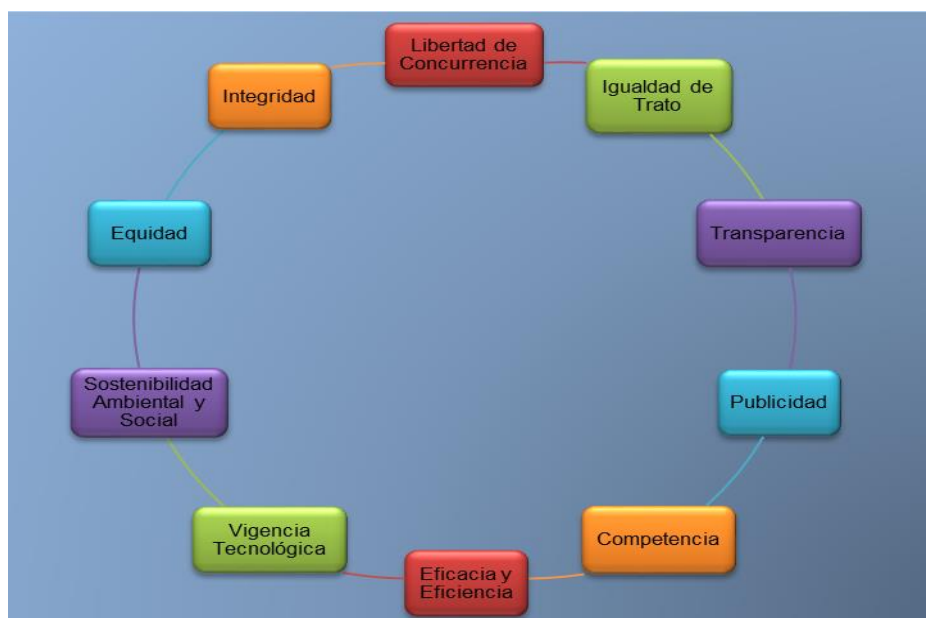 Libertad de
Concurrencia
Igualdad de
Trato
Transparencia
Publicidad
Competencia
Eficacia y
Eficiencia
Vigencia
Tecnológica
Sostenibilidad
Ambiental y
Social
Equidad
Integridad